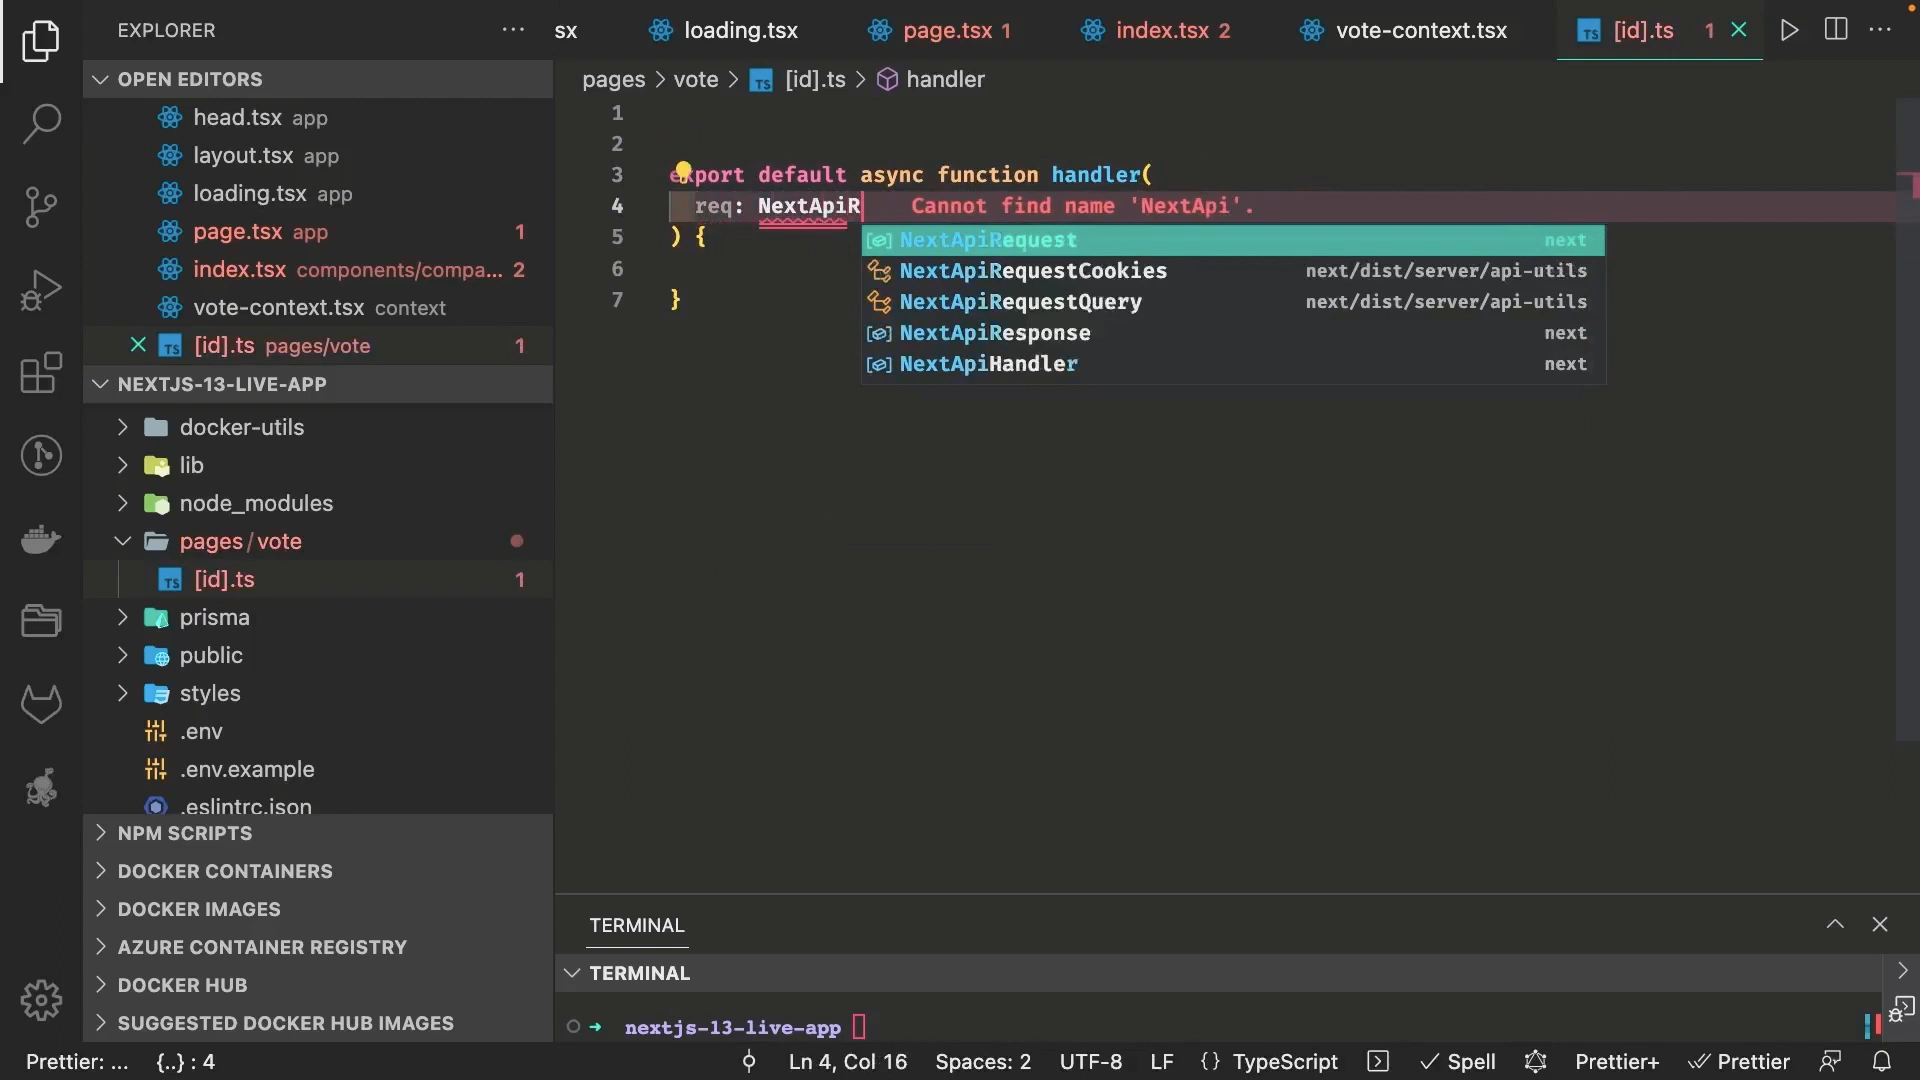 EXPLORER
sx
loading.tsx
page.tsx 1
index.tsx 2
vote-context.tsx
[id].ts 1
OPEN EDITORS
head.tsx app
layout.tsx app
loading.tsx app
page.tsx app 1
index.tsx components/compa... 2
vote-context.tsx context
[id].ts pages/vote 1
NEXTJS-13-LIVE-APP
docker-utils
lib
node_modules
pages/vote
[id].ts 1
prisma
public
styles
.env
.env.example
.eslintrc.json
NPM SCRIPTS
DOCKER CONTAINERS
DOCKER IMAGES
AZURE CONTAINER REGISTRY
DOCKER HUB
SUGGESTED DOCKER HUB IMAGES
pages > vote > TS [id].ts > handler
1
2
3 export default async function handler(
4 req: NextApiR Cannot find name 'NextApi'.
5 ) {
6
7 }
NextApiRequest next
NextApiRequestCookies next/dist/server/api-utils
NextApiRequestQuery next/dist/server/api-utils
NextApiResponse next
NextApiHandler next
TERMINAL
TERMINAL
nextjs-13-live-app
Prettier: ... {..} : 4 Ln 4, Col 16 Spaces: 2 UTF-8 LF {} TypeScript Spell Prettier+ Prettier